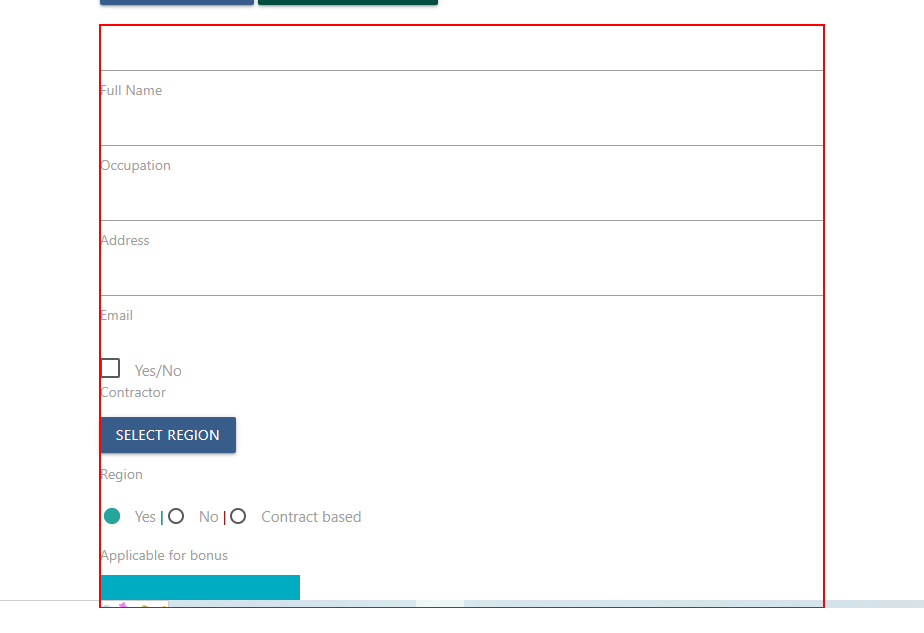 Full Name
Occupation
Address
Email
Yes/No
Contractor
SELECT REGION
Region
Yes | No | Contract based
Applicable for bonus